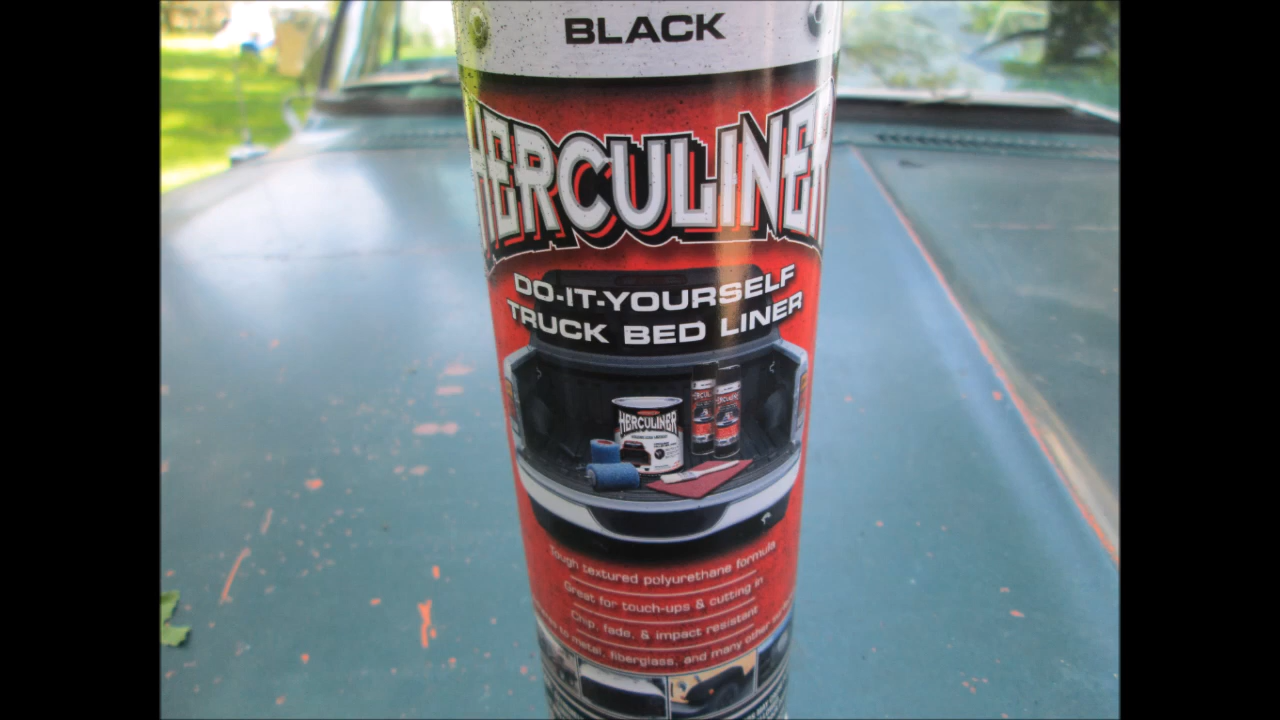 BLACK
HERCULINER
DO-IT-YOURSELF
TRUCK BED LINER
HERCULINER
Tough textured polyurethane formula
Great for touch-ups & cutting in
Chip, fade, & impact resistant
to metal, fiberglass, and many other